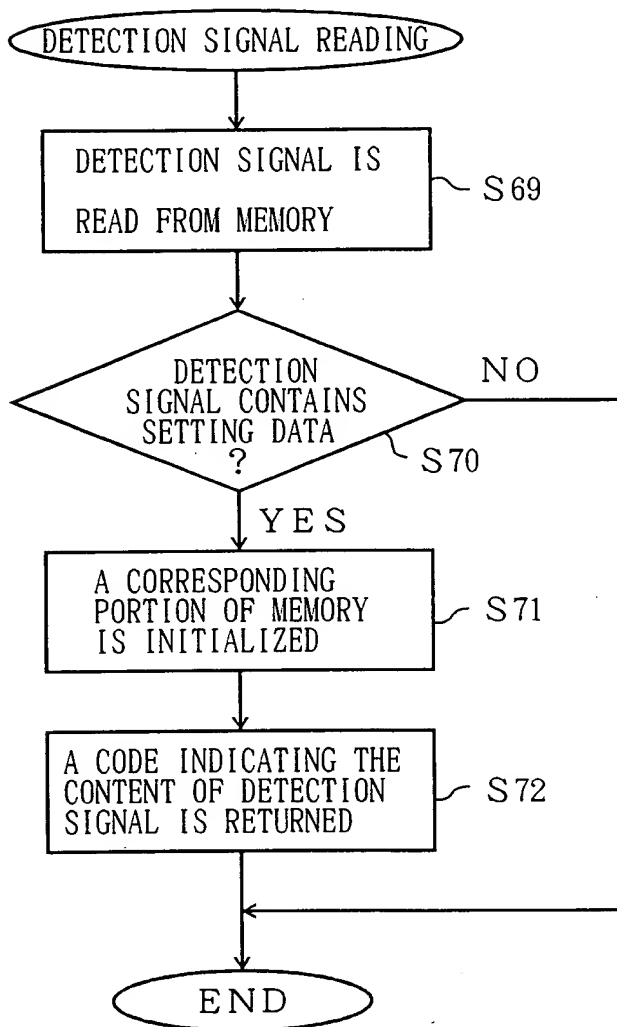 DETECTION SIGNAL READING
DETECTION SIGNAL IS
READ FROM MEMORY
S69
DETECTION
SIGNAL CONTAINS
SETTING DATA
?
NO
S70
YES
A CORRESPONDING
PORTION OF MEMORY
IS INITIALIZED
S71
A CODE INDICATING THE
CONTENT OF DETECTION
SIGNAL IS RETURNED
S72
END